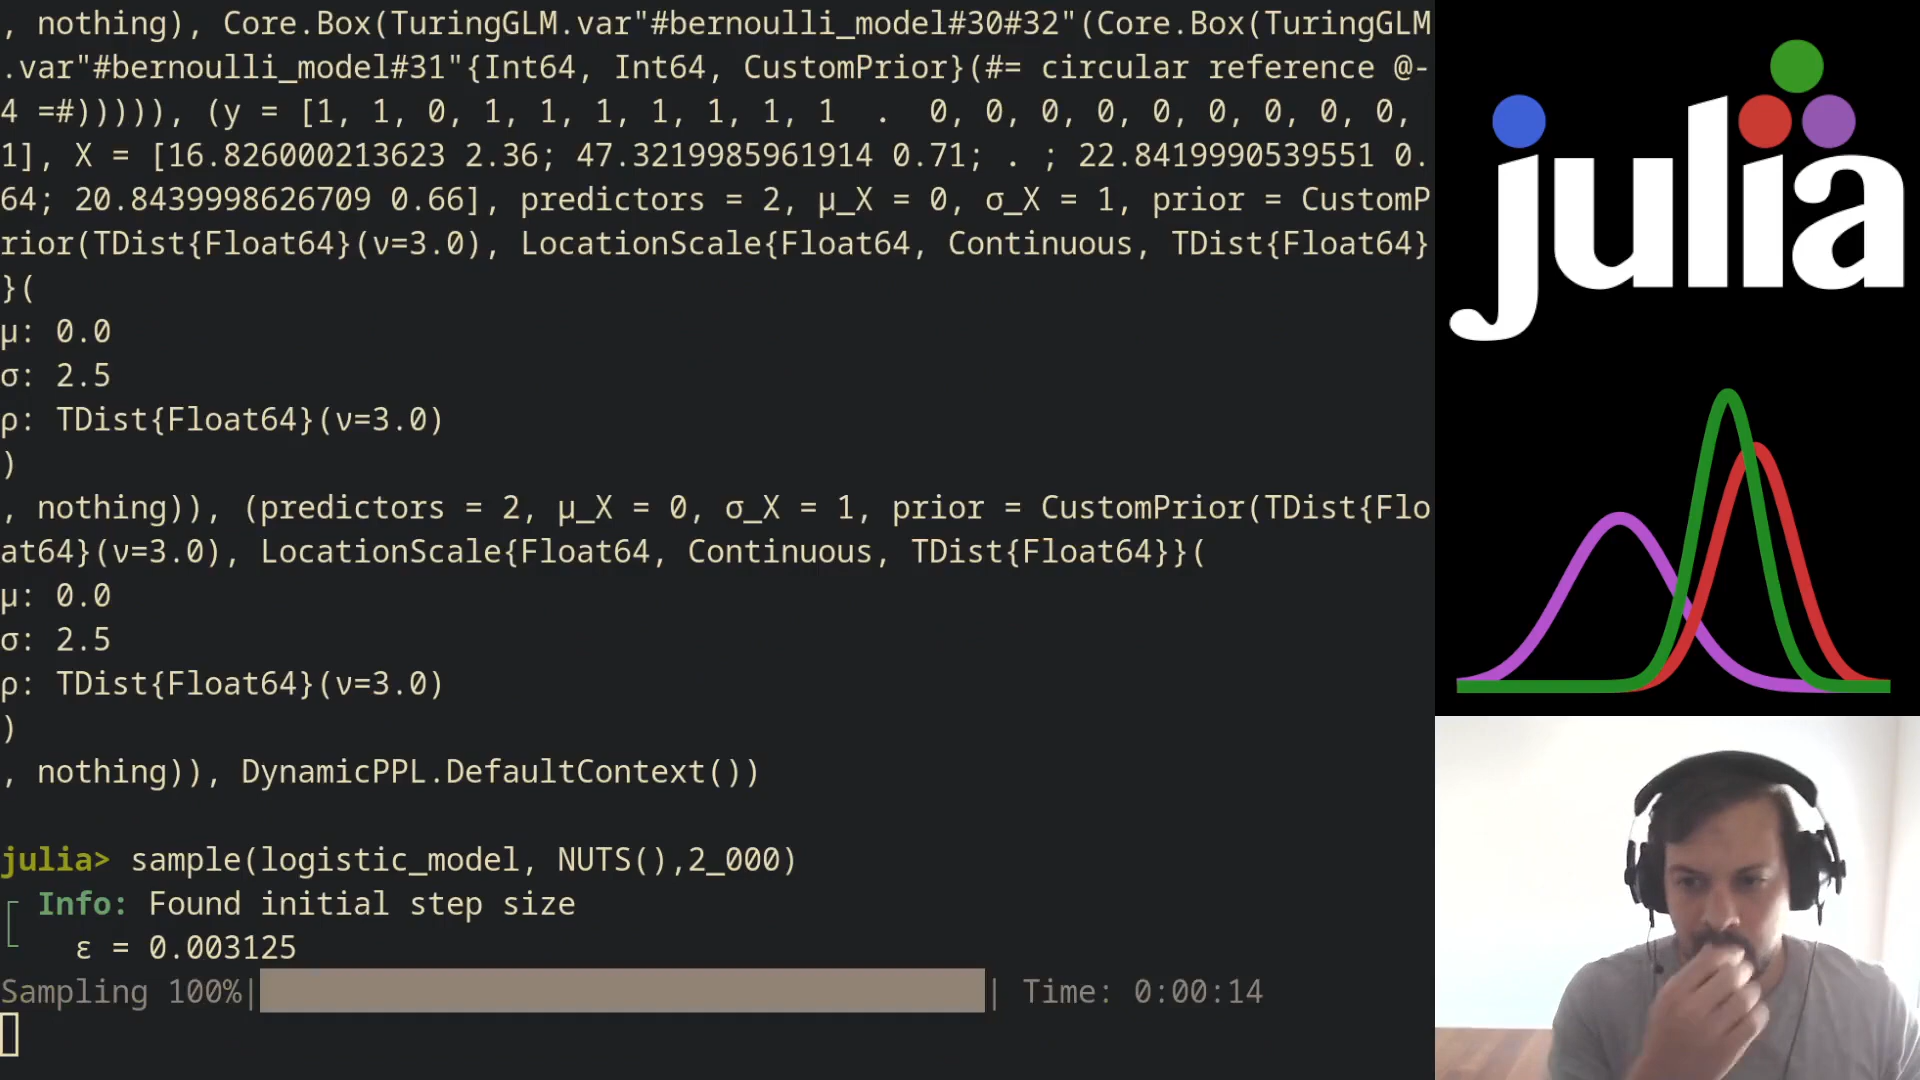 , nothing), Core.Box(TuringGLM.var"#bernoulli_model#30#32"(Core.Box(TuringGLM
.var"#bernoulli_model#31"{Int64, Int64, CustomPrior}(#= circular reference @-
4 =#))))), (y = [1, 1, 0, 1, 1, 1, 1, 1, 1, 1  .  0, 0, 0, 0, 0, 0, 0, 0, 0,
1], X = [16.826000213623 2.36; 47.3219985961914 0.71; . ; 22.8419990539551 0.
64; 20.8439998626709 0.66], predictors = 2, μ_X = 0, σ_X = 1, prior = CustomP
rior(TDist{Float64}(ν=3.0), LocationScale{Float64, Continuous, TDist{Float64}
}(
μ: 0.0
σ: 2.5
ρ: TDist{Float64}(ν=3.0)
)
, nothing)), (predictors = 2, μ_X = 0, σ_X = 1, prior = CustomPrior(TDist{Flo
at64}(ν=3.0), LocationScale{Float64, Continuous, TDist{Float64}}(
μ: 0.0
σ: 2.5
ρ: TDist{Float64}(ν=3.0)
)
, nothing)), DynamicPPL.DefaultContext())
julia> sample(logistic_model, NUTS(),2_000)
Info: Found initial step size
ϵ = 0.003125
Sampling 100%| | Time: 0:00:14
julia